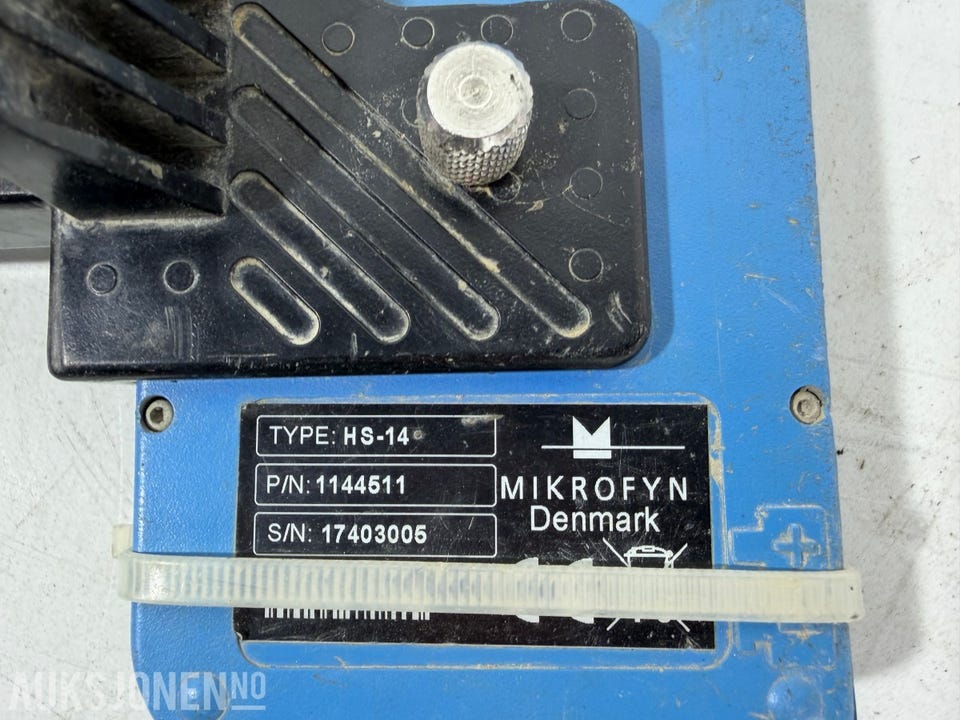 TYPE: HS-14
P/N: 1144511
S/N: 17403005
MIKROFYN
Denmark
AUKSJONEN.NO